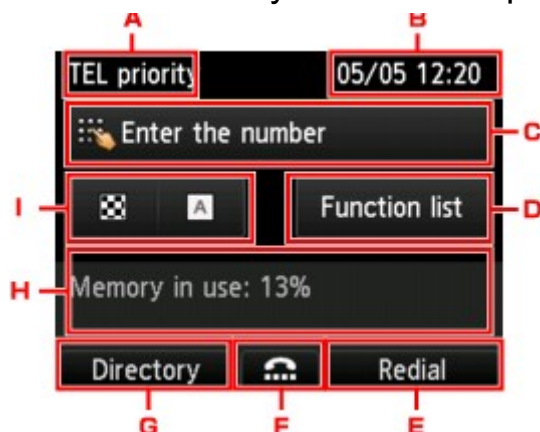 A B
TEL priority 05/05 12:20
Enter the number C
I A Function list D
H Memory in use: 13%
Directory Redial
G F E